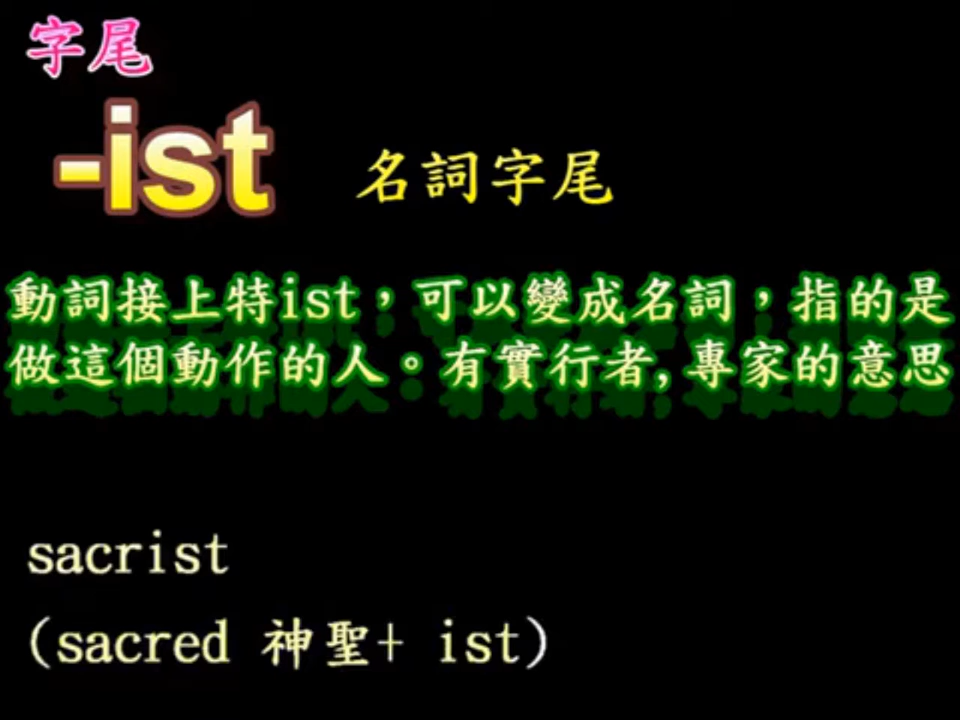 字尾
-ist 名詞字尾
動詞接上特ist，可以變成名詞，指的是
做這個動作的人。有實行者,專家的意思
sacrist
(sacred 神聖+ ist)